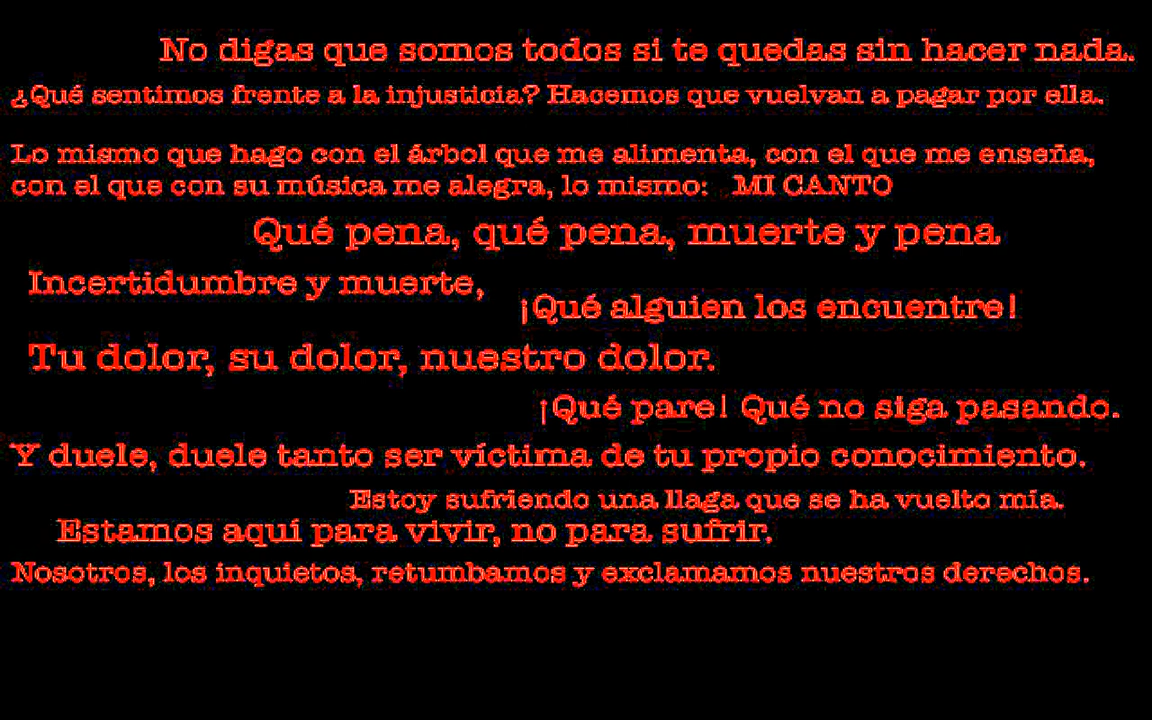 No digas que somos todos si te quedas sin hacer nada.
¿Qué sentimos frente a la injusticia? Hacemos que vuelvan a pagar por ella.
Lo mismo que hago con el árbol que me alimenta, con el que me enseña,
con el que con su música me alegra, lo mismo: MI CANTO
Qué pena, qué pena, muerte y pena
Incertidumbre y muerte,
¡Qué alguien los encuentre!
Tu dolor, su dolor, nuestro dolor.
¡Qué pare! Qué no siga pasando.
Y duele, duele tanto ser víctima de tu propio conocimiento.
Estoy sufriendo una llaga que se ha vuelto mía.
Estamos aquí para vivir, no para sufrir.
Nosotros, los inquietos, retumbamos y exclamamos nuestros derechos.